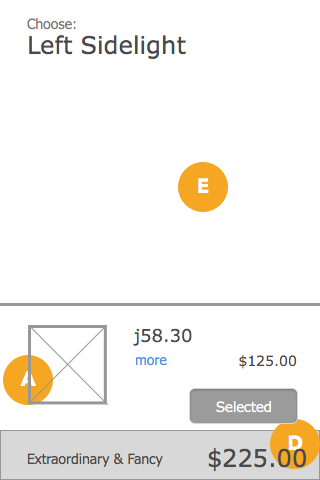 Choose:
Left Sidelight
E
j58.30
more
$125.00
A
Selected
D
Extraordinary & Fancy
$225.00